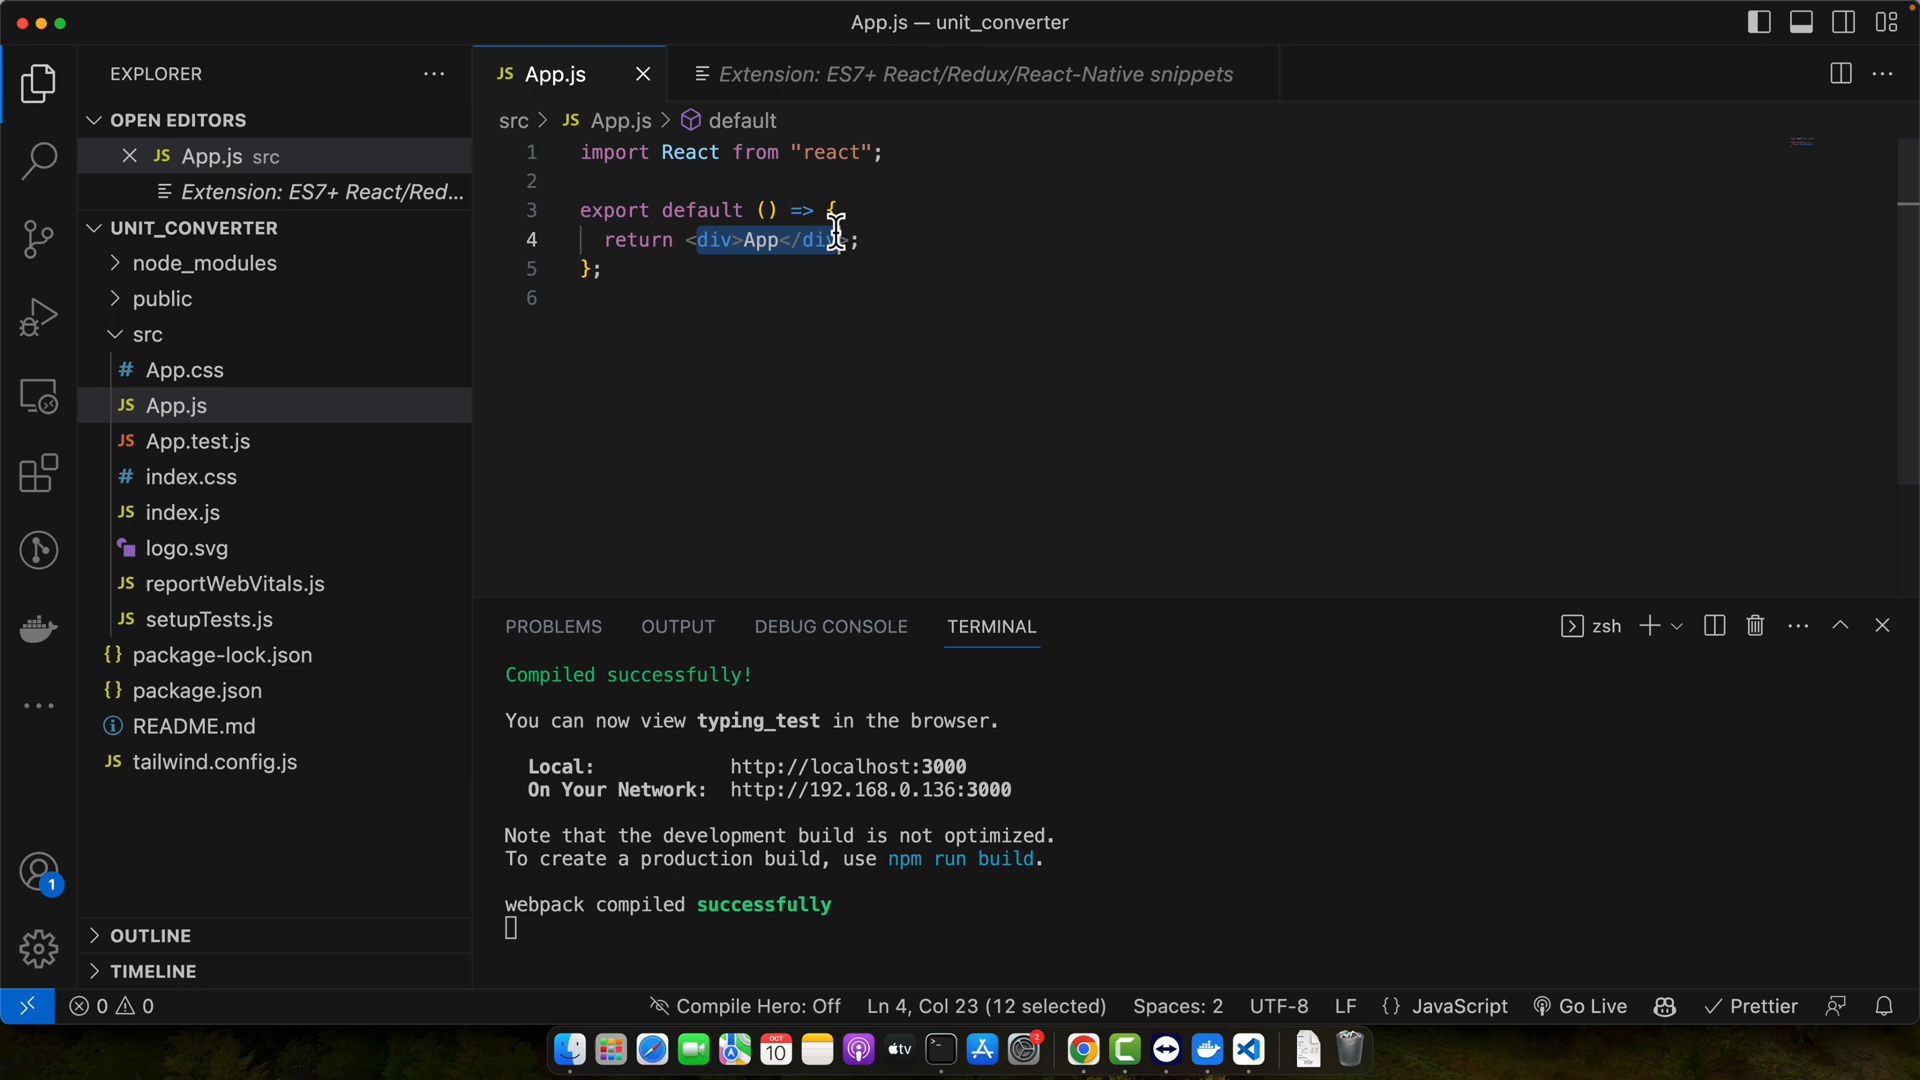 App.js — unit_converter
EXPLORER
OPEN EDITORS
JS App.js src
Extension: ES7+ React/Red...
UNIT_CONVERTER
node_modules
public
src
# App.css
JS App.js
JS App.test.js
# index.css
JS index.js
logo.svg
JS reportWebVitals.js
JS setupTests.js
{} package-lock.json
{} package.json
README.md
JS tailwind.config.js
OUTLINE
TIMELINE
1
JS App.js
Extension: ES7+ React/Redux/React-Native snippets
src > JS App.js > default
1 import React from "react";
2
3 export default () => {
4 return <div>App</div>;
5 };
6
PROBLEMS OUTPUT DEBUG CONSOLE TERMINAL
zsh
Compiled successfully!
You can now view typing_test in the browser.
Local: http://localhost:3000
On Your Network: http://192.168.0.136:3000
Note that the development build is not optimized.
To create a production build, use npm run build.
webpack compiled successfully
0 0 Compile Hero: Off Ln 4, Col 23 (12 selected) Spaces: 2 UTF-8 LF {} JavaScript Go Live Prettier
OCT
10
tv
2
PDF